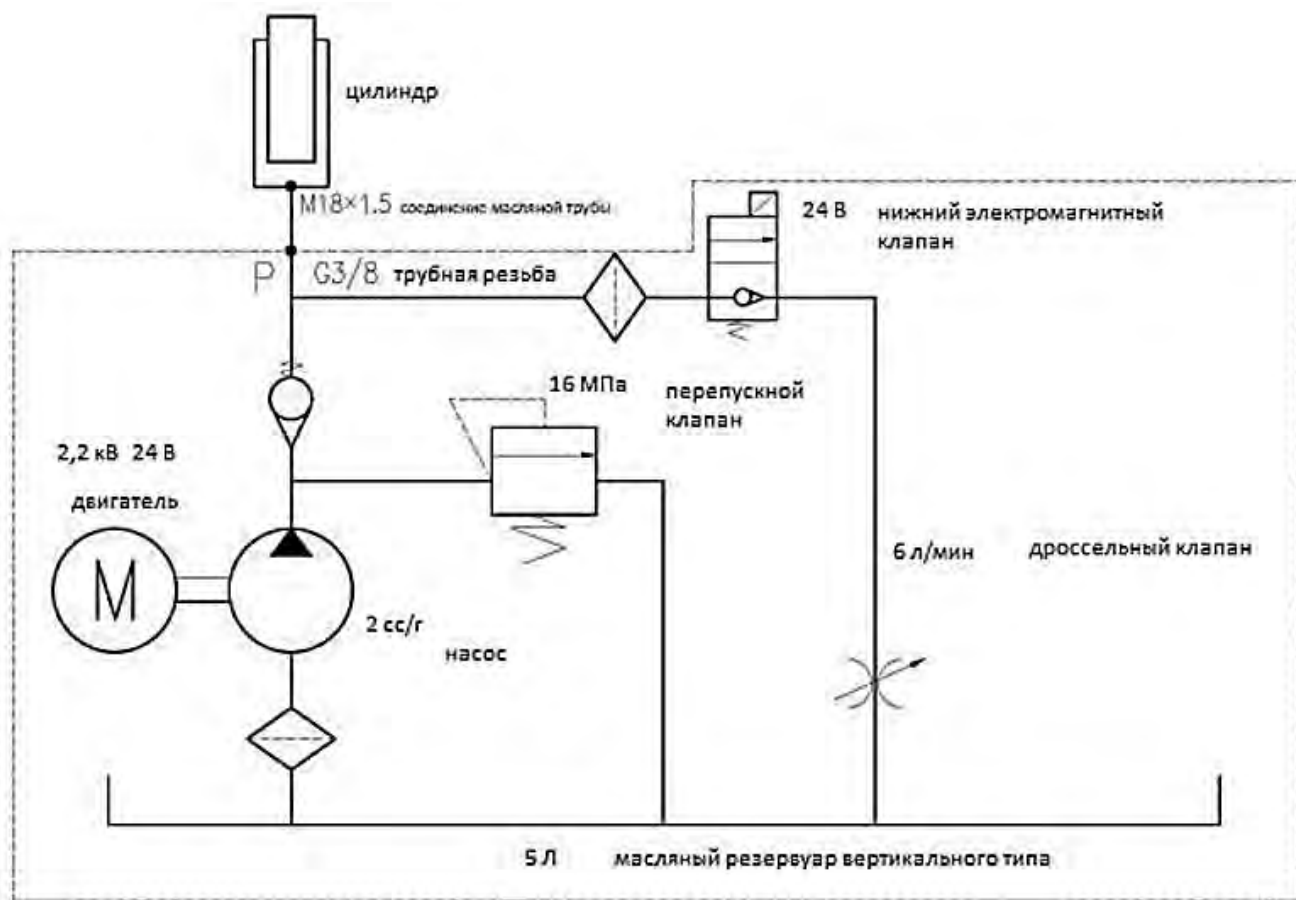 цилиндр
M18×1.5 соединение масляной трубы
24 В нижний электромагнитный
клапан
P G3/8 трубная резьба
16 МПа перепускной
клапан
2,2 кВ 24 В
двигатель
M
6 л/мин дроссельный клапан
2 сс/г
насос
5 Л масляный резервуар вертикального типа